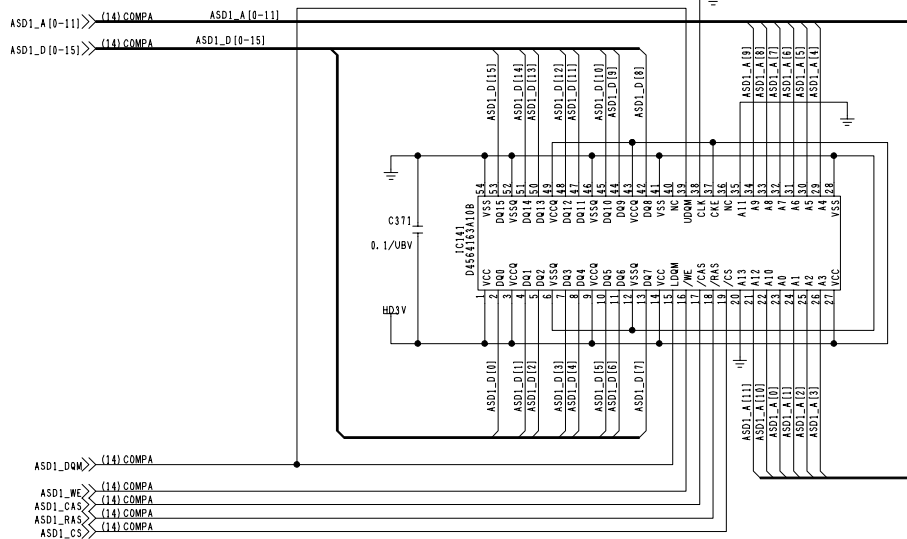 ASD1_A[0-11] (14)COMPA ASD1_A[0-11]
ASD1_D[0-15] (14)COMPA ASD1_D[0-15]
ASD1_D[15]
ASD1_D[14]
ASD1_D[13]
ASD1_D[12]
ASD1_D[11]
ASD1_D[10]
ASD1_D[9]
ASD1_D[8]
ASD1_A[9]
ASD1_A[8]
ASD1_A[7]
ASD1_A[6]
ASD1_A[5]
ASD1_A[4]
54 53 52 51 50 49 48 47 46 45 44 43 42 41 40 39 38 37 36 35 34 33 32 31 30 29 28
VSS DQ15 VSSQ DQ14 DQ13 VCCQ DQ12 DQ11 VSSQ DQ10 DQ9 VCCQ DQ8 VSS NC UDQM CLK CKE NC A11 A9 A8 A7 A6 A5 A4 VSS
C371
0.1/UBV
IC141
D4564163A10B
VCC DQ0 VCCQ DQ1 DQ2 VSSQ DQ3 DQ4 VCCQ DQ5 DQ6 VSSQ DQ7 VCC LDQM /WE /CAS /RAS /CS A13 A12 A10 A0 A1 A2 A3 VCC
1 2 3 4 5 6 7 8 9 10 11 12 13 14 15 16 17 18 19 20 21 22 23 24 25 26 27
HD3V
ASD1_D[0]
ASD1_D[1]
ASD1_D[2]
ASD1_D[3]
ASD1_D[4]
ASD1_D[5]
ASD1_D[6]
ASD1_D[7]
ASD1_A[11]
ASD1_A[10]
ASD1_A[0]
ASD1_A[1]
ASD1_A[2]
ASD1_A[3]
ASD1_DQM (14)COMPA
ASD1_WE (14)COMPA
ASD1_CAS (14)COMPA
ASD1_RAS (14)COMPA
ASD1_CS (14)COMPA